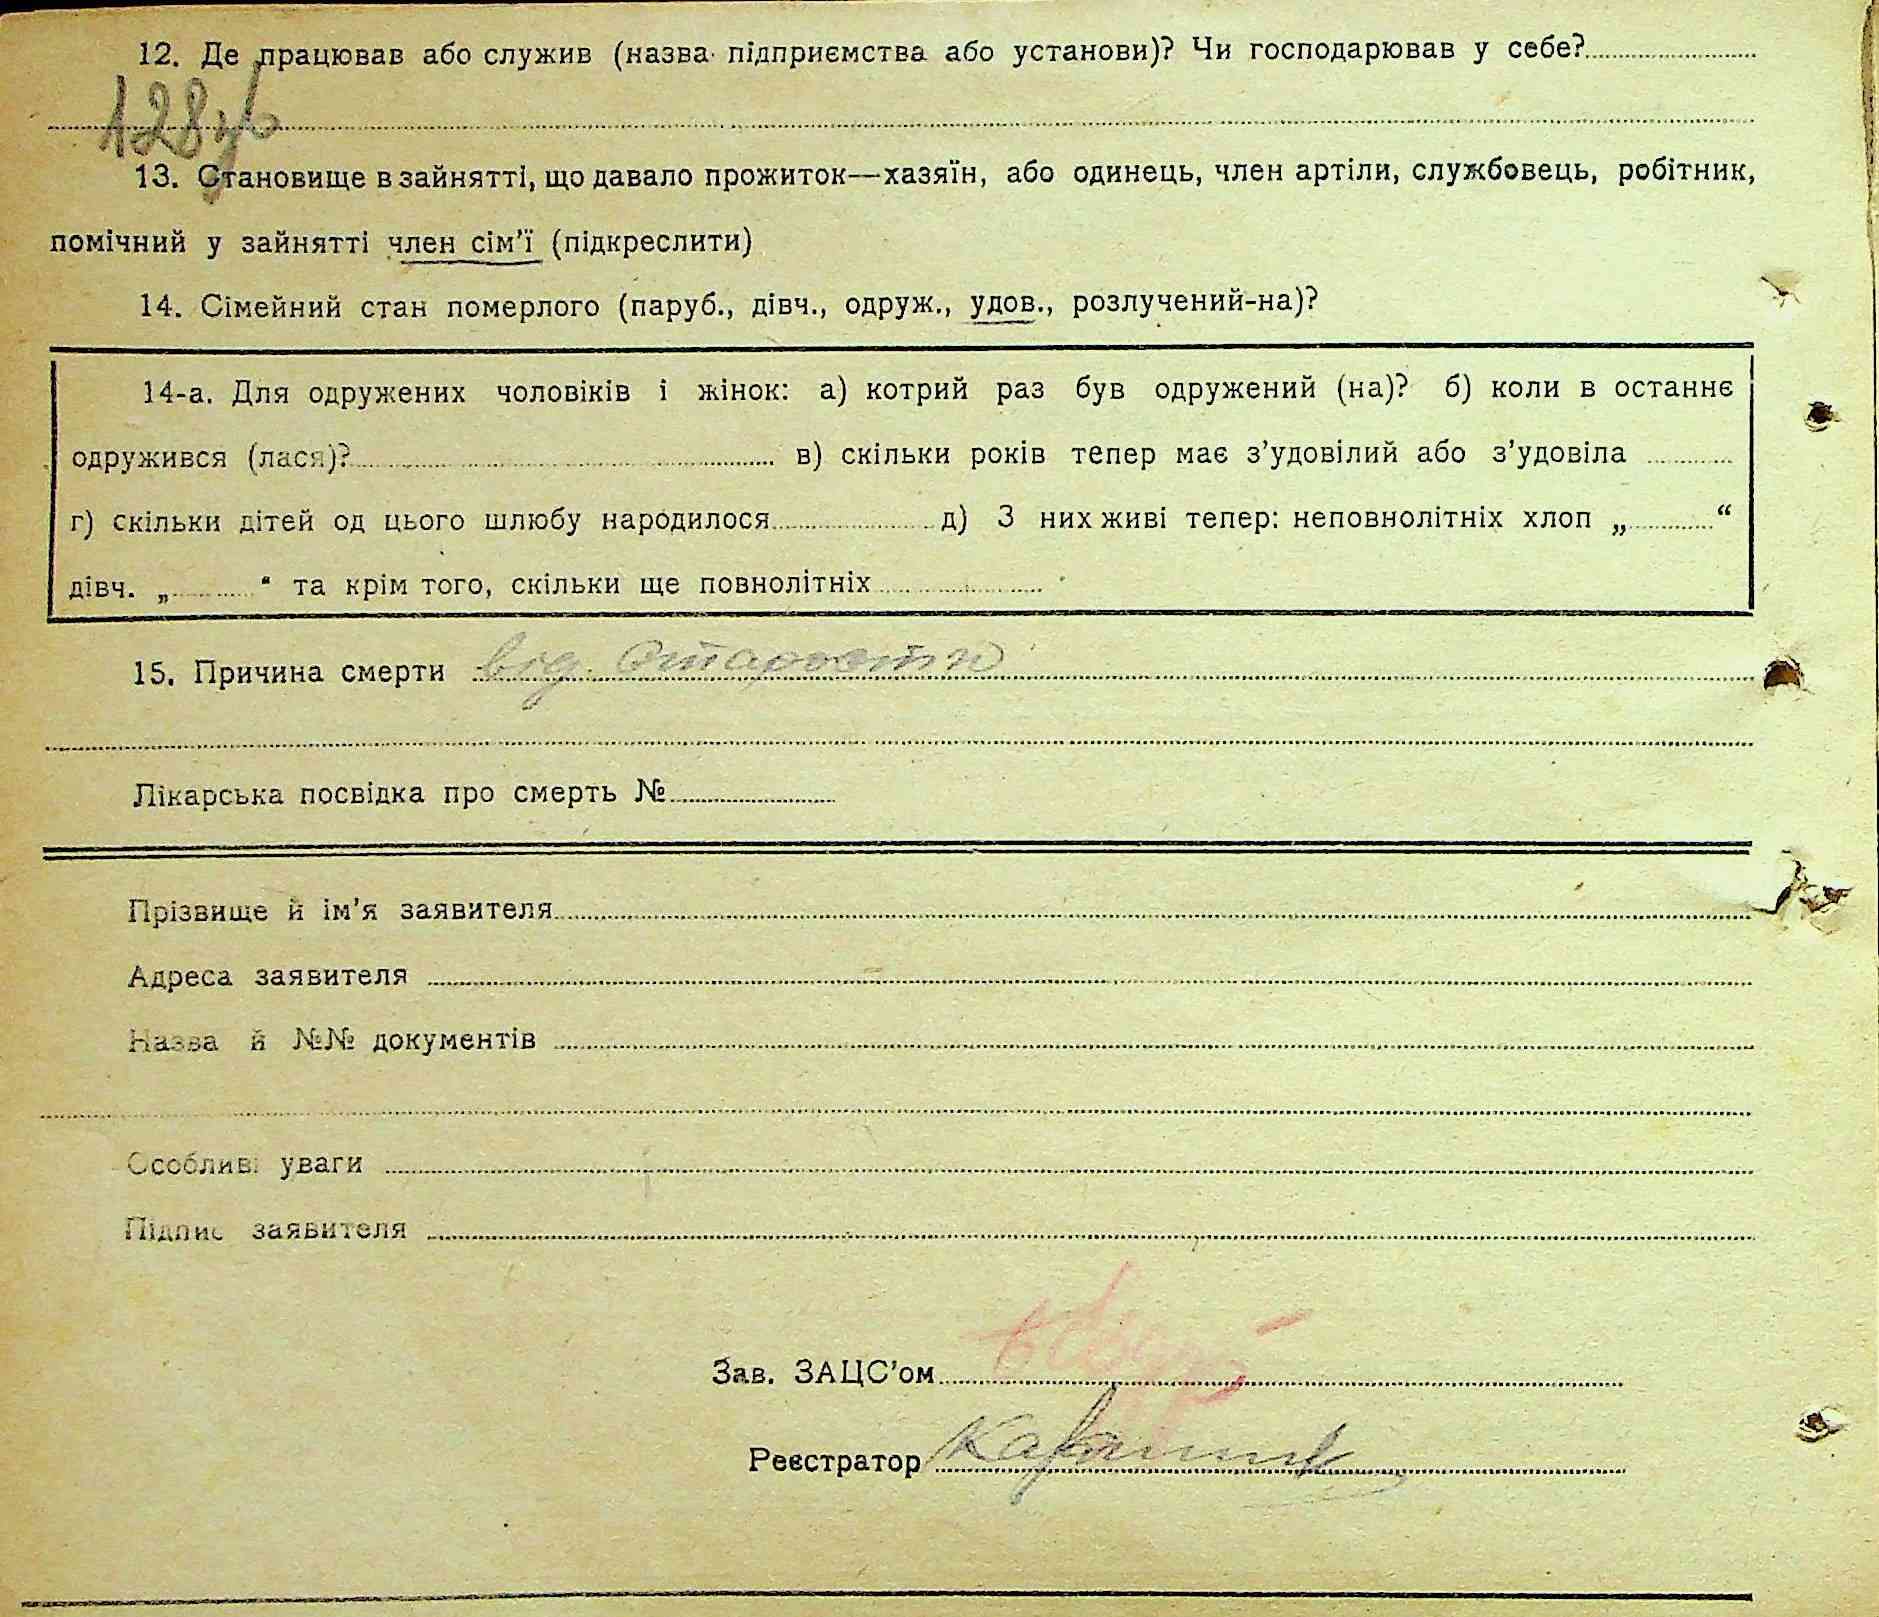 12. Де працював або служив (назва підприємства або установи)? Чи господарював у себе?
128зв
13. Становище в зайнятті, що давало прожиток—хазяїн, або одинець, член артіли, службовець, робітник,
помічний у зайнятті член сім'ї (підкреслити)
14. Сімейний стан померлого (паруб., дівч., одруж., удов., розлучений-на)?
14-а. Для одружених чоловіків і жінок: а) котрий раз був одружений (на)? б) коли в останнє
одружився (лася)? в) скільки років тепер має з'удовілий або з'удовіла
г) скільки дітей од цього шлюбу народилося д) З них живі тепер: неповнолітніх хлоп „ “
дівч. „ “ та крім того, скільки ще повнолітніх
15. Причина смерти від старости
Лікарська посвідка про смерть №
Прізвище й ім'я заявителя
Адреса заявителя
Назва й №№ документів
Особливі уваги
Підпис заявителя
Зав. ЗАЦС'ом
Реєстратор